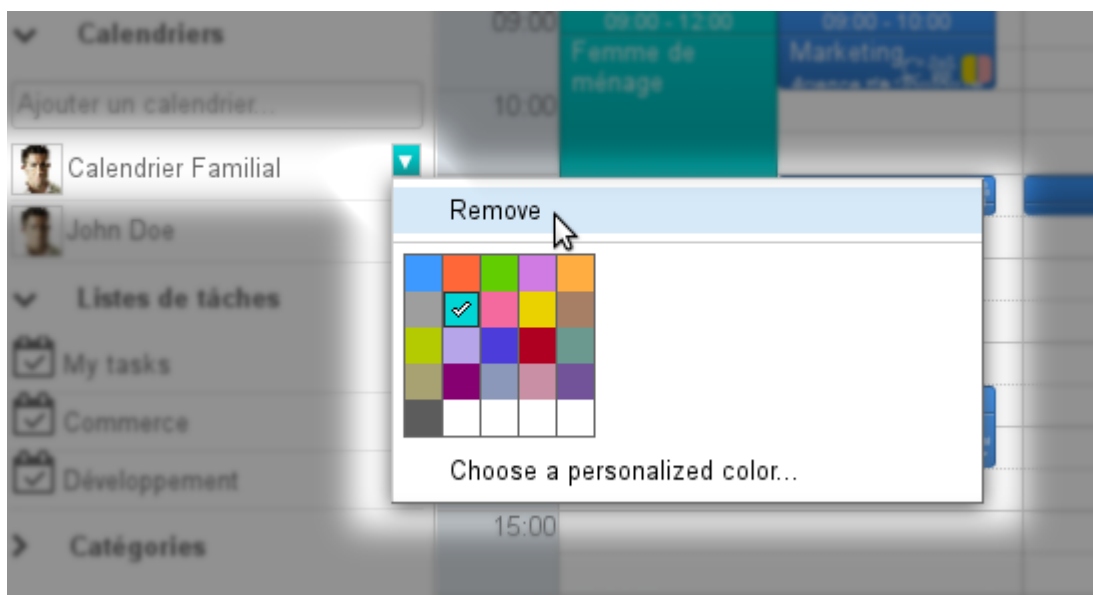 Calendriers
Ajouter un calendrier...
Calendrier Familial
John Doe
Listes de tâches
My tasks
Commerce
Développement
Catégories
09:00
10:00
15:00
09:00 - 12:00
Femme de
ménage
09:00 - 10:00
Marketing
Remove
Choose a personalized color...